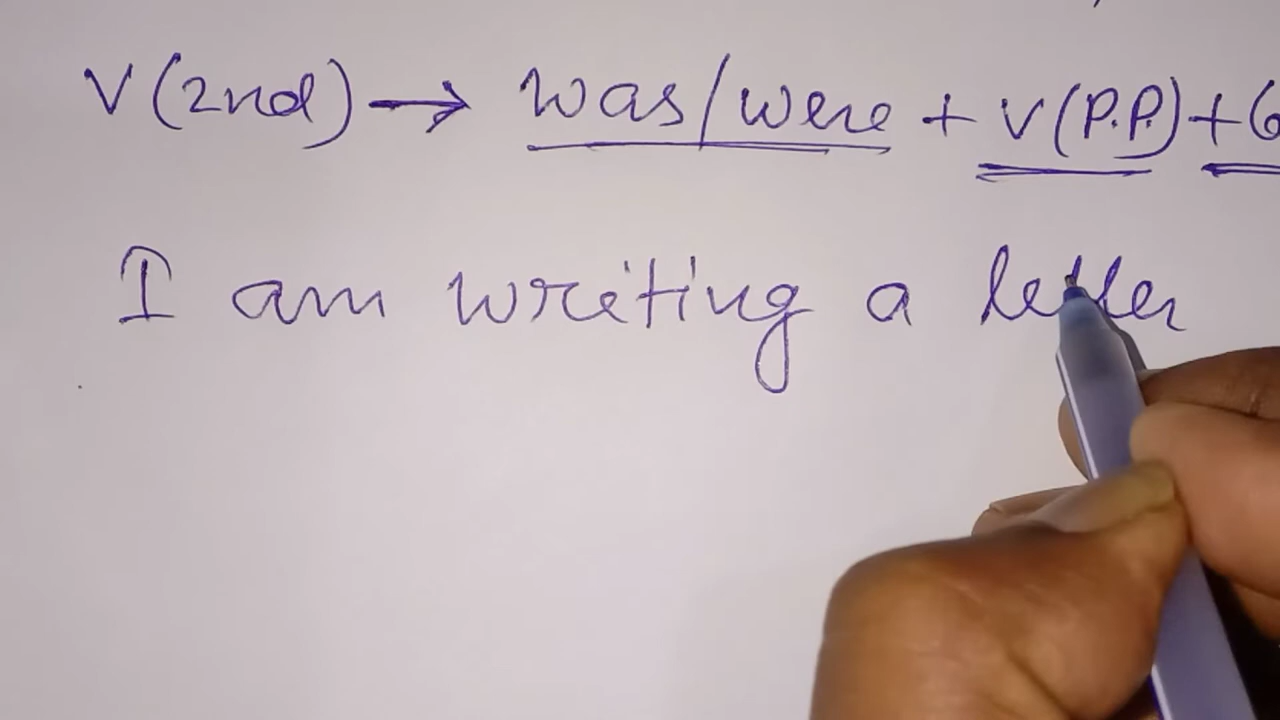 V (2nd) → was/were + V (P.P.) +
I am writing a letter